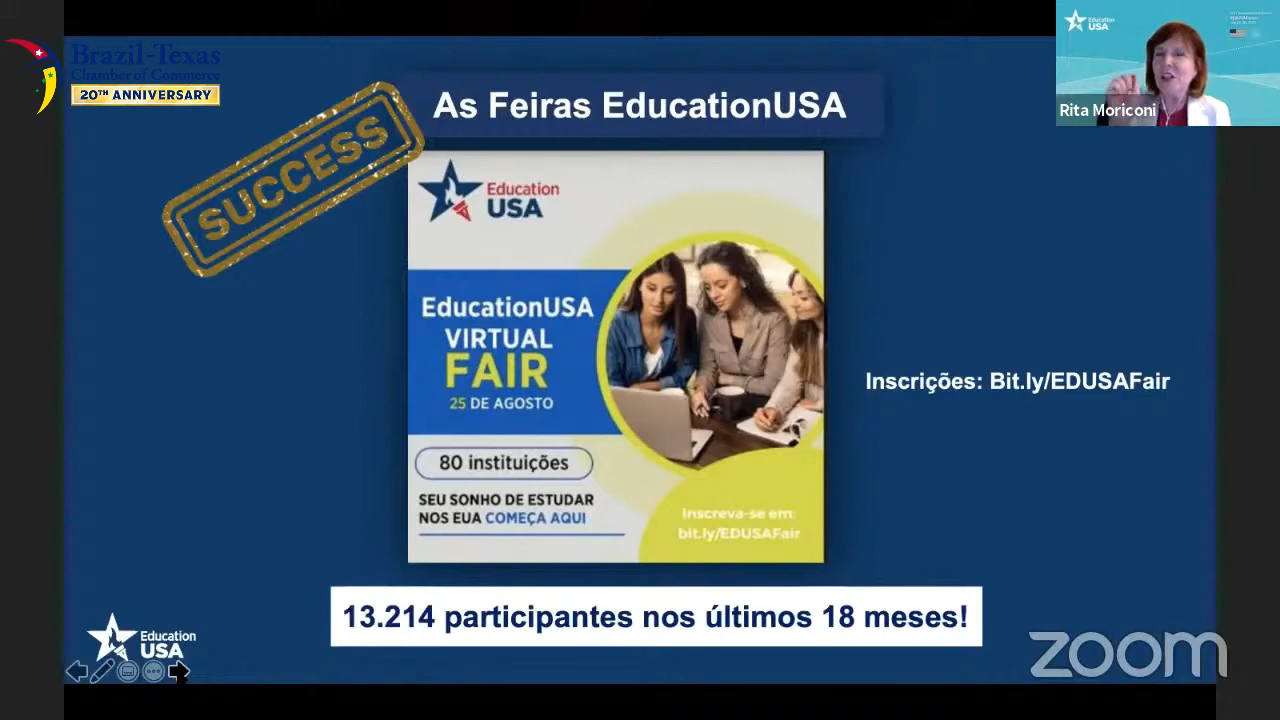 Brazil-Texas
Chamber of Commerce
20TH ANNIVERSARY
SUCCESS
As Feiras EducationUSA
Education
USA
Rita Moriconi
Education
USA
EducationUSA
VIRTUAL
FAIR
25 DE AGOSTO
80 instituições
SEU SONHO DE ESTUDAR
NOS EUA COMEÇA AQUI
Inscreva-se em:
bit.ly/EDUSAFair
Inscrições: Bit.ly/EDUSAFair
13.214 participantes nos últimos 18 meses!
Education
USA
zoom